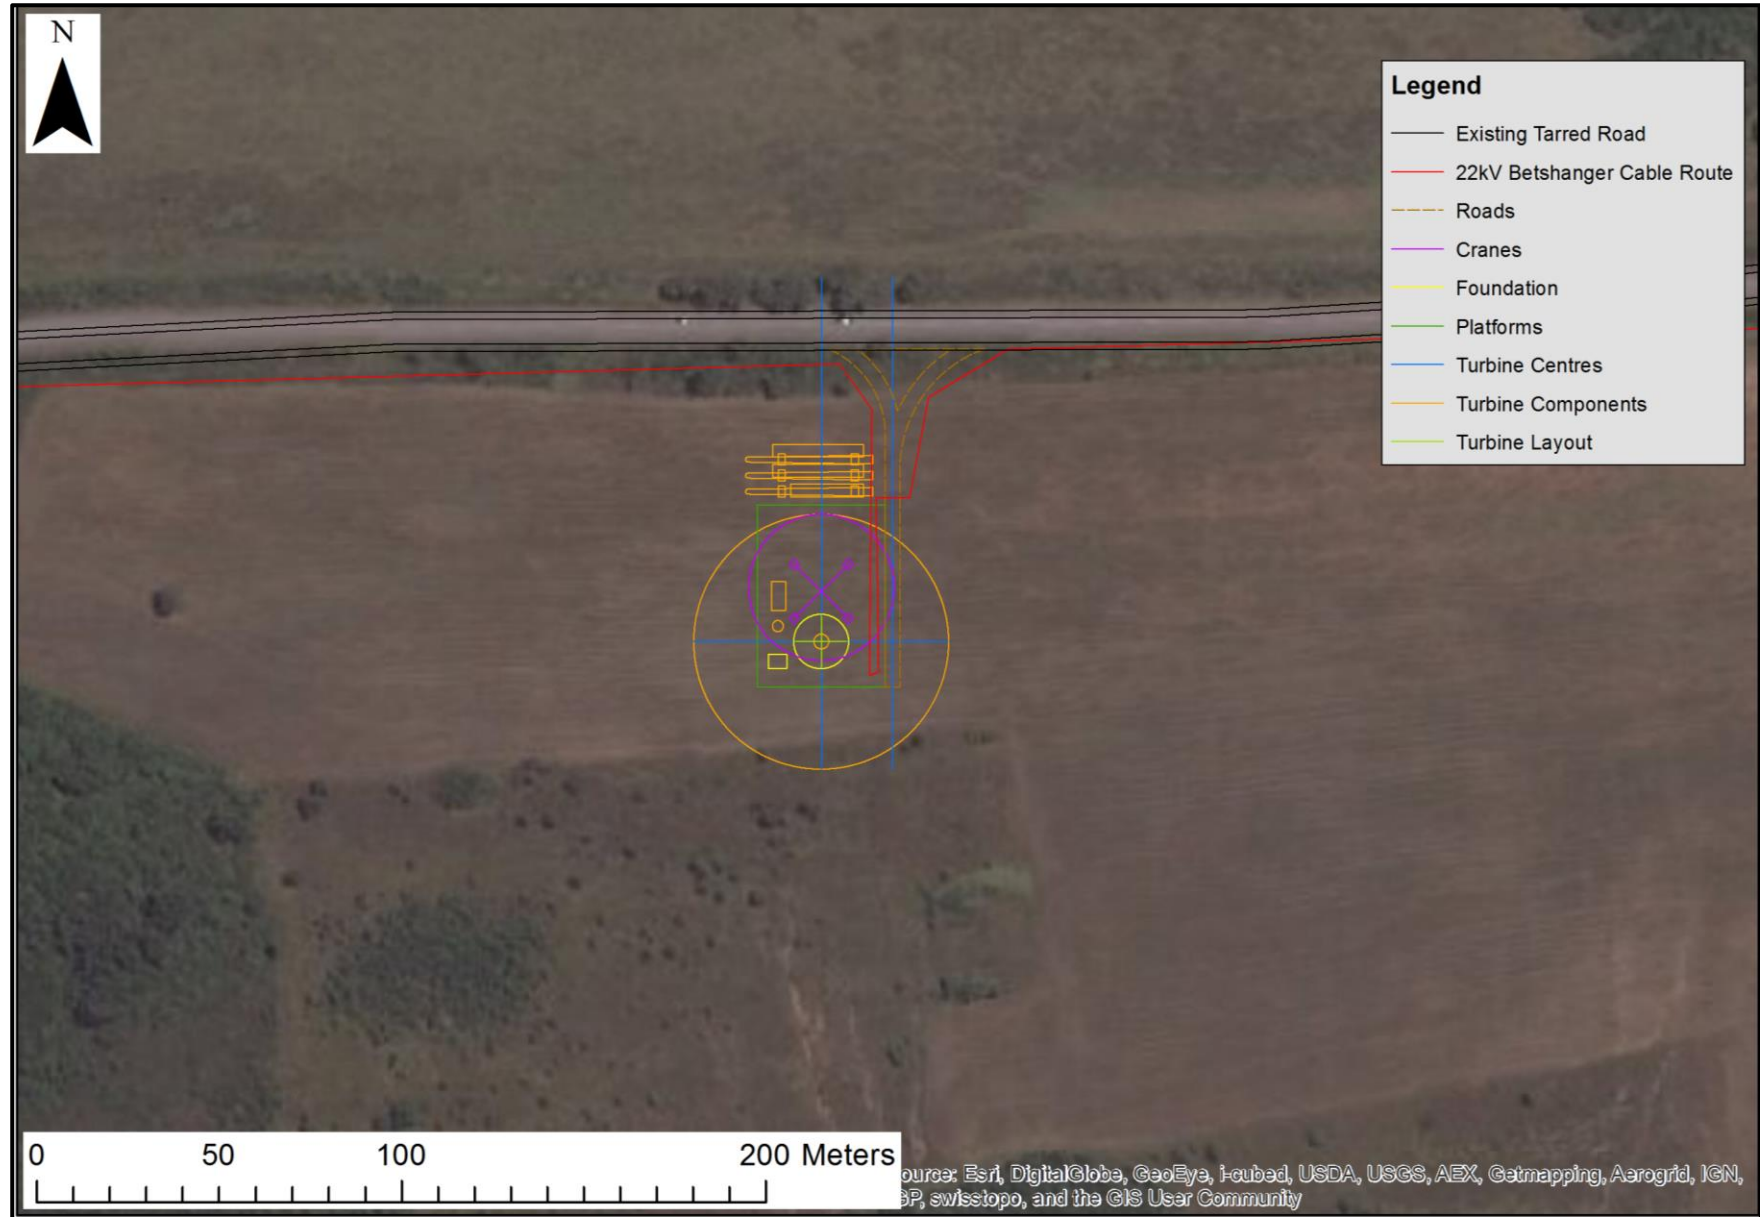 N
Legend
Existing Tarred Road
22kV Betshanger Cable Route
Roads
Cranes
Foundation
Platforms
Turbine Centres
Turbine Components
Turbine Layout
0 50 100 200 Meters
ource: Esri, DigitalGlobe, GeoEye, i-cubed, USDA, USGS, AEX, Getmapping, Aerogrid, IGN,
GP, swisstopo, and the GIS User Community